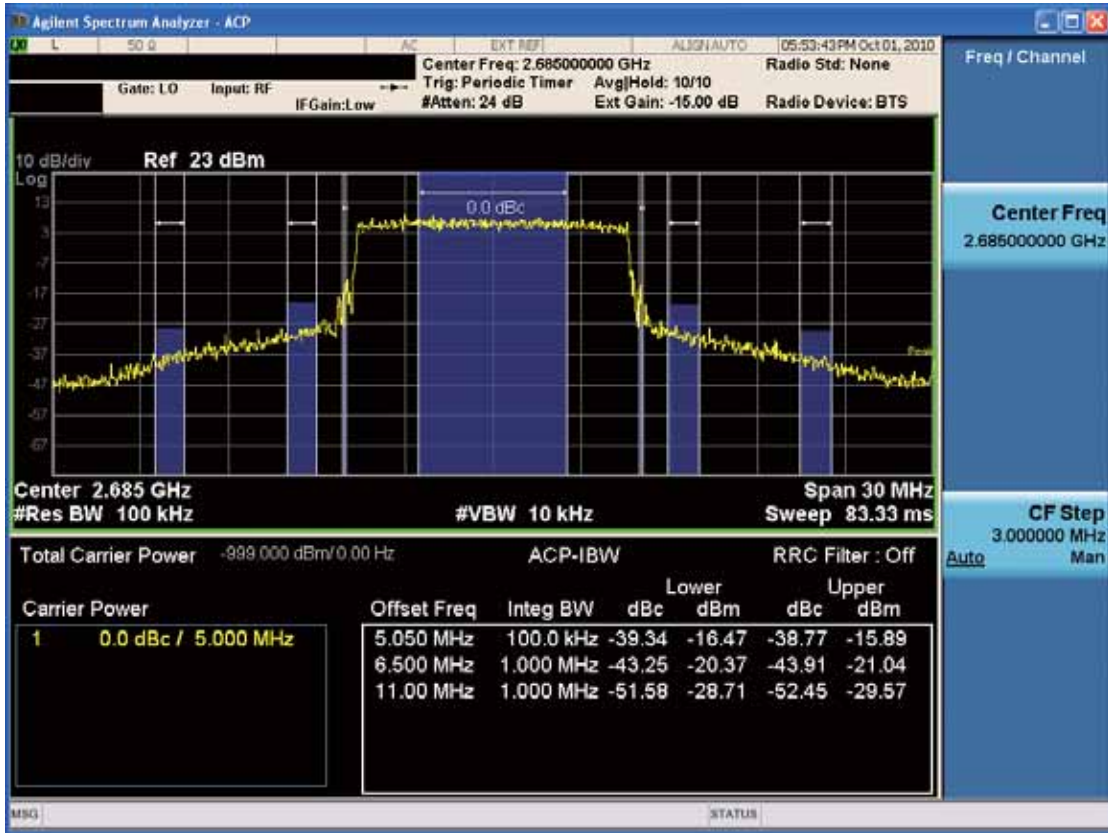 Agilent Spectrum Analyzer - ACP
L 50 Ω AC EXT REF ALIGN AUTO 05:53:43 PM Oct 01, 2010
Center Freq: 2.685000000 GHz Radio Std: None
Gate: LO Input: RF Trig: Periodic Timer Avg|Hold: 10/10
IFGain:Low #Atten: 24 dB Ext Gain: -15.00 dB Radio Device: BTS
Freq / Channel
10 dB/div Ref 23 dBm
Log
13
3
-7
-17
-27
-37
-47
-57
-67
0.0 dBc
Center 2.685 GHz Span 30 MHz
#Res BW 100 kHz #VBW 10 kHz Sweep 83.33 ms
Center Freq
2.685000000 GHz
CF Step
3.000000 MHz
Auto Man
Total Carrier Power -999.000 dBm/ 0.00 Hz ACP-IBW RRC Filter : Off
Lower Upper
Carrier Power Offset Freq Integ BW dBc dBm dBc dBm
1 0.0 dBc / 5.000 MHz
5.050 MHz 100.0 kHz -39.34 -16.47 -38.77 -15.89
6.500 MHz 1.000 MHz -43.25 -20.37 -43.91 -21.04
11.00 MHz 1.000 MHz -51.58 -28.71 -52.45 -29.57
MSG STATUS